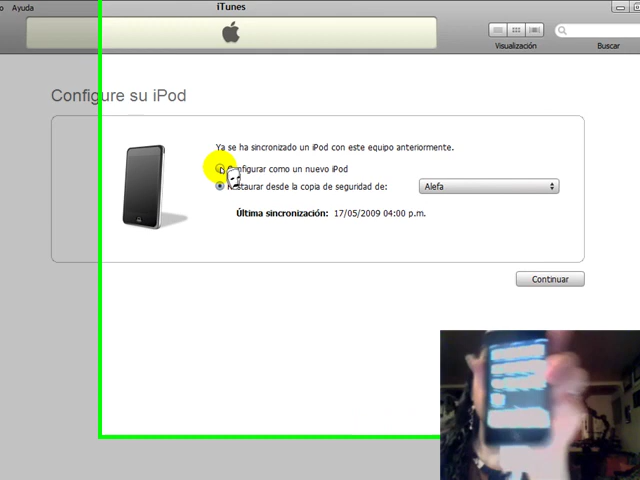 Ayuda
iTunes
Visualización
Buscar
Configure su iPod
Ya se ha sincronizado un iPod con este equipo anteriormente.
Configurar como un nuevo iPod
Restaurar desde la copia de seguridad de:
Alefa
Última sincronización: 17/05/2009 04:00 p.m.
Continuar